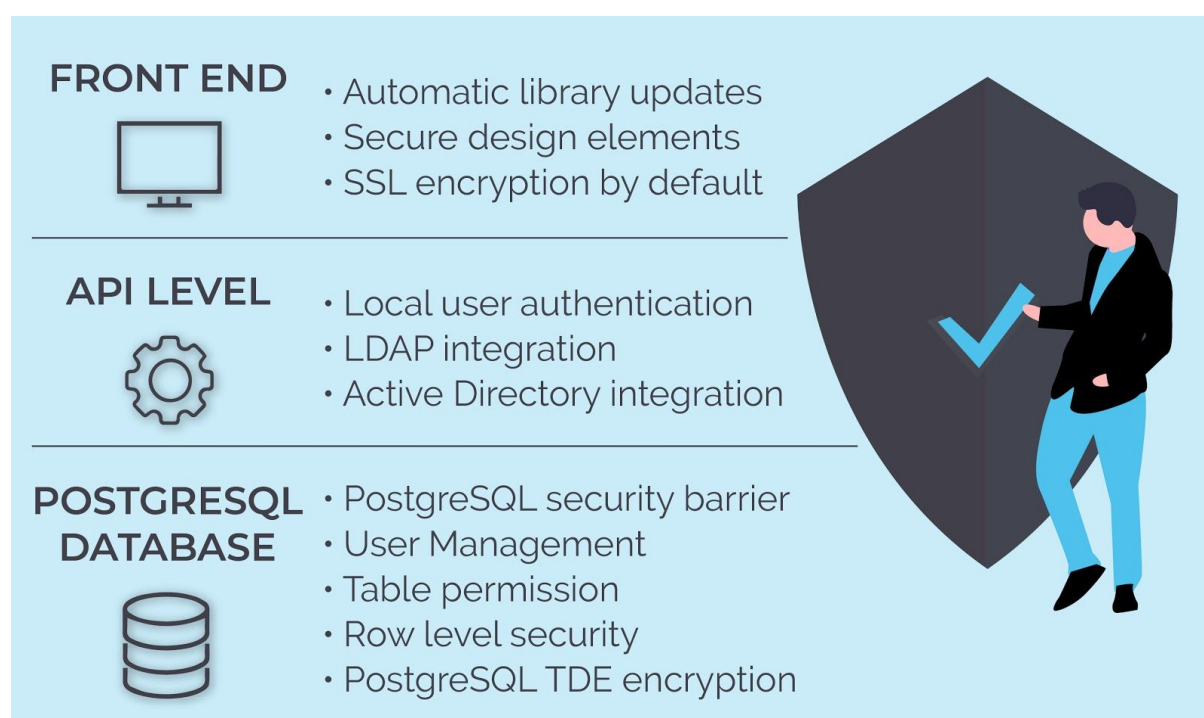 FRONT END
• Automatic library updates
• Secure design elements
• SSL encryption by default
API LEVEL
• Local user authentication
• LDAP integration
• Active Directory integration
POSTGRESQL
DATABASE
• PostgreSQL security barrier
• User Management
• Table permission
• Row level security
• PostgreSQL TDE encryption